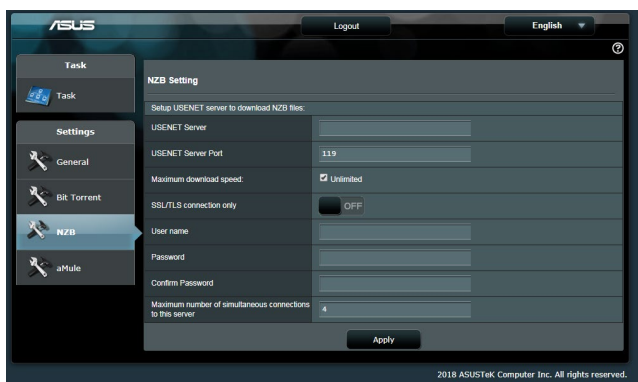 ASUS
Logout
English
Task
Task
Settings
General
Bit Torrent
NZB
aMule
NZB Setting
Setup USENET server to download NZB files:
USENET Server
USENET Server Port 119
Maximum download speed: Unlimited
SSL/TLS connection only OFF
User name
Password
Confirm Password
Maximum number of simultaneous connections
to this server 4
Apply
2018 ASUSTeK Computer Inc. All rights reserved.